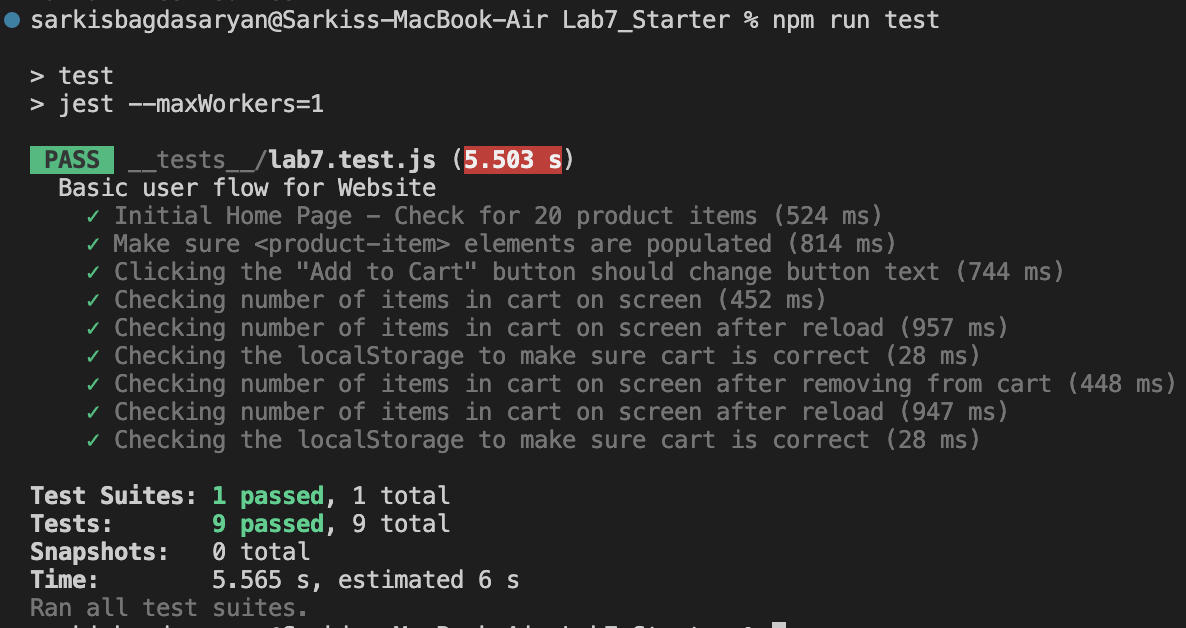 sarkisbagdasaryan@Sarkiss-MacBook-Air Lab7_Starter % npm run test
> test
> jest --maxWorkers=1
PASS __tests__/lab7.test.js (5.503 s)
Basic user flow for Website
✓ Initial Home Page - Check for 20 product items (524 ms)
✓ Make sure <product-item> elements are populated (814 ms)
✓ Clicking the "Add to Cart" button should change button text (744 ms)
✓ Checking number of items in cart on screen (452 ms)
✓ Checking number of items in cart on screen after reload (957 ms)
✓ Checking the localStorage to make sure cart is correct (28 ms)
✓ Checking number of items in cart on screen after removing from cart (448 ms)
✓ Checking number of items in cart on screen after reload (947 ms)
✓ Checking the localStorage to make sure cart is correct (28 ms)
Test Suites: 1 passed, 1 total
Tests: 9 passed, 9 total
Snapshots: 0 total
Time: 5.565 s, estimated 6 s
Ran all test suites.